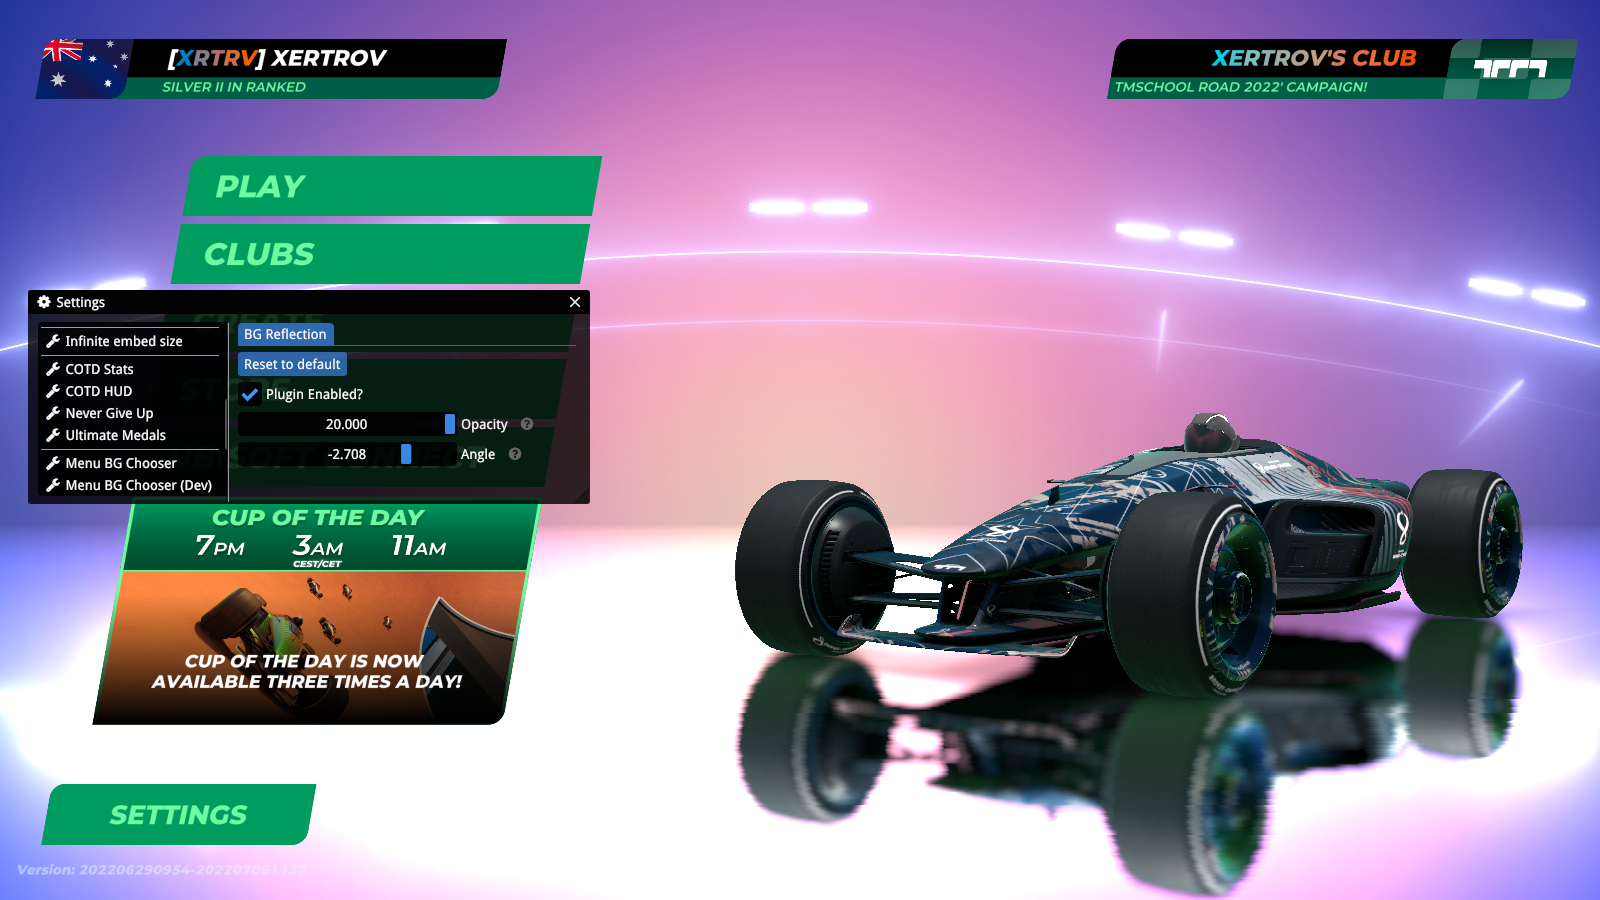 [XRTRV] XERTROV
SILVER II IN RANKED
XERTROV'S CLUB
TMSCHOOL ROAD 2022' CAMPAIGN!
PLAY
CLUBS
Settings
Infinite embed size
COTD Stats
COTD HUD
Never Give Up
Ultimate Medals
Menu BG Chooser
Menu BG Chooser (Dev)
BG Reflection
Reset to default
Plugin Enabled?
20.000 Opacity
-2.708 Angle
CREATE
STORE
CUP OF THE DAY
7PM 3AM 11AM
CEST/CET
CUP OF THE DAY IS NOW
AVAILABLE THREE TIMES A DAY!
SETTINGS